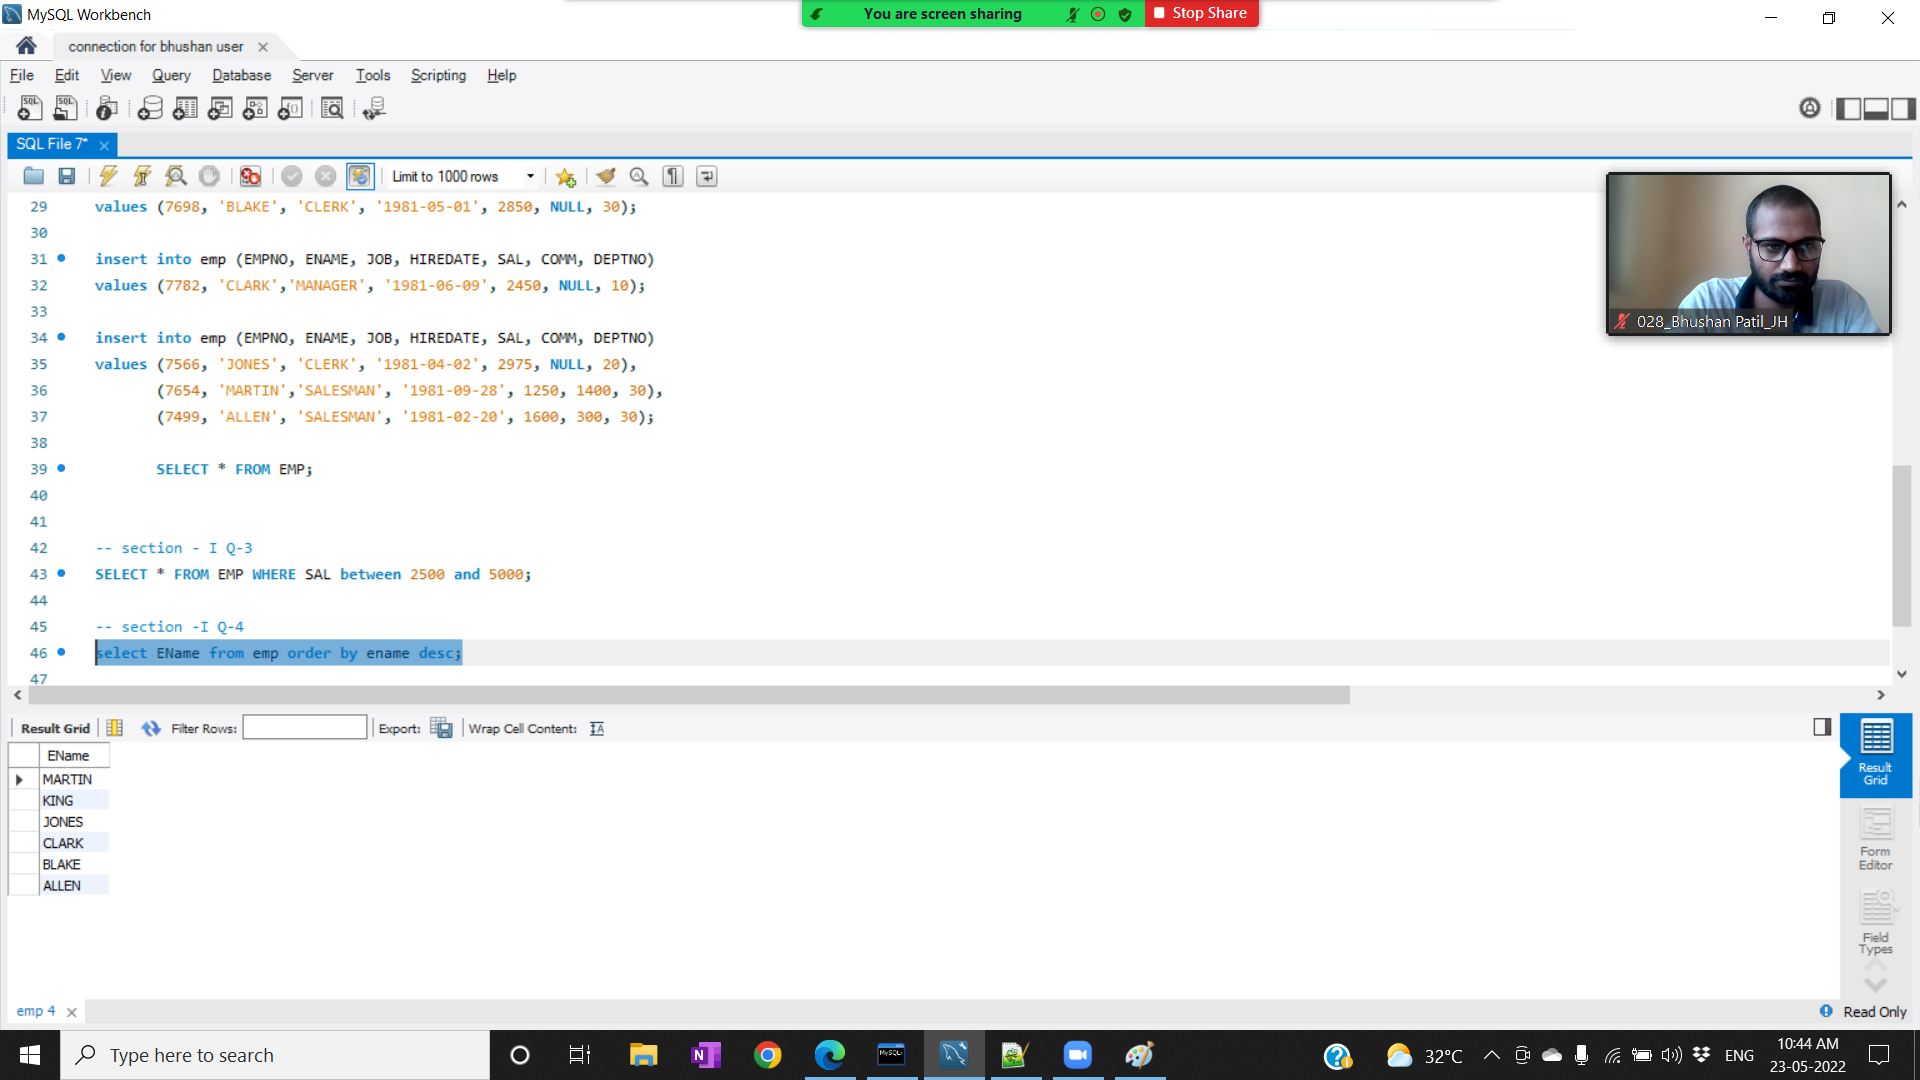 MySQL Workbench
You are screen sharing
Stop Share
connection for bhushan user
File Edit View Query Database Server Tools Scripting Help
SQL File 7*
Limit to 1000 rows
29 values (7698, 'BLAKE', 'CLERK', '1981-05-01', 2850, NULL, 30);
30
31 insert into emp (EMPNO, ENAME, JOB, HIREDATE, SAL, COMM, DEPTNO)
32 values (7782, 'CLARK','MANAGER', '1981-06-09', 2450, NULL, 10);
33
34 insert into emp (EMPNO, ENAME, JOB, HIREDATE, SAL, COMM, DEPTNO)
35 values (7566, 'JONES', 'CLERK', '1981-04-02', 2975, NULL, 20),
36 (7654, 'MARTIN','SALESMAN', '1981-09-28', 1250, 1400, 30),
37 (7499, 'ALLEN', 'SALESMAN', '1981-02-20', 1600, 300, 30);
38
39 SELECT * FROM EMP;
40
41
42 -- section - I Q-3
43 SELECT * FROM EMP WHERE SAL between 2500 and 5000;
44
45 -- section -I Q-4
46 select EName from emp order by ename desc;
47
028_Bhushan Patil_JH
Result Grid Filter Rows: Export: Wrap Cell Content:
EName
MARTIN
KING
JONES
CLARK
BLAKE
ALLEN
Result
Grid
Form
Editor
Field
Types
emp 4
Read Only
Type here to search
32°C
ENG
10:44 AM
23-05-2022